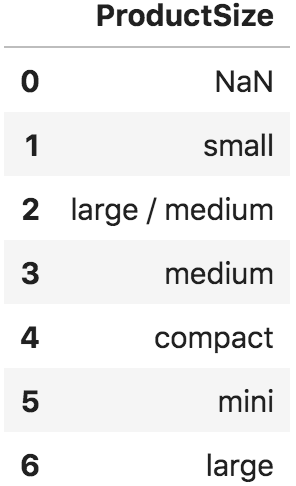 ProductSize
0 NaN
1 small
2 large / medium
3 medium
4 compact
5 mini
6 large